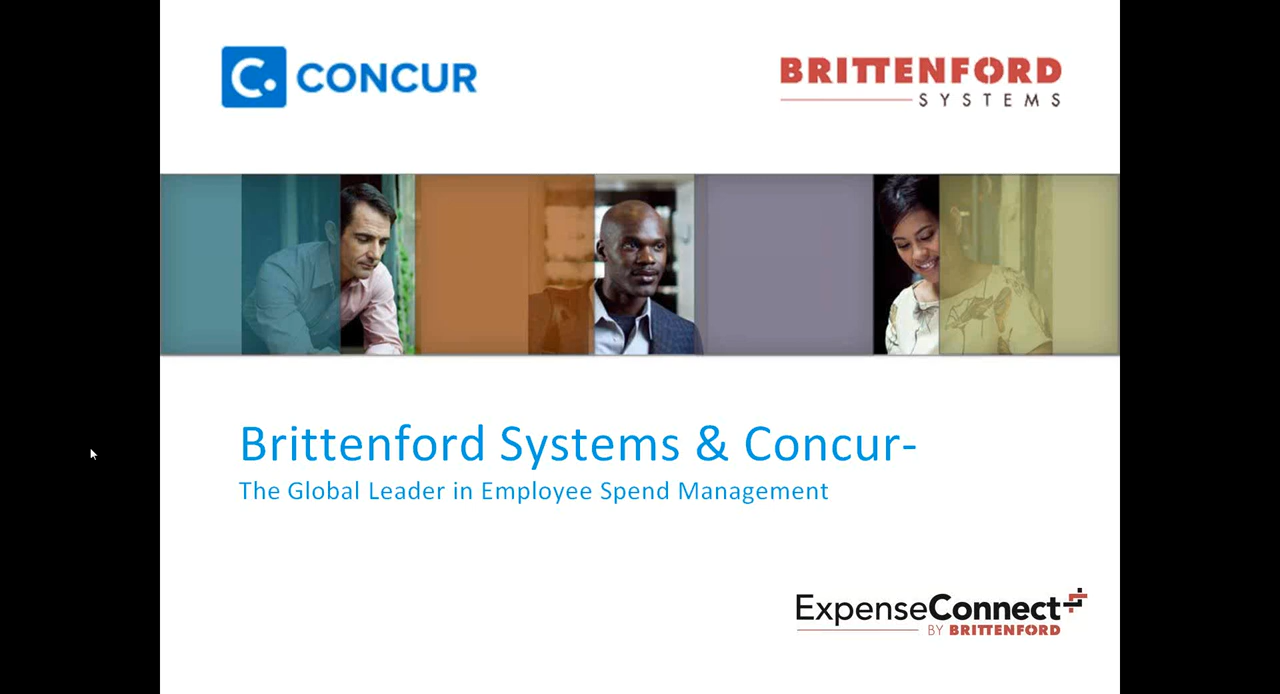 C. CONCUR
BRITTENFORD
SYSTEMS
Brittenford Systems & Concur-
The Global Leader in Employee Spend Management
ExpenseConnect
BY BRITTENFORD